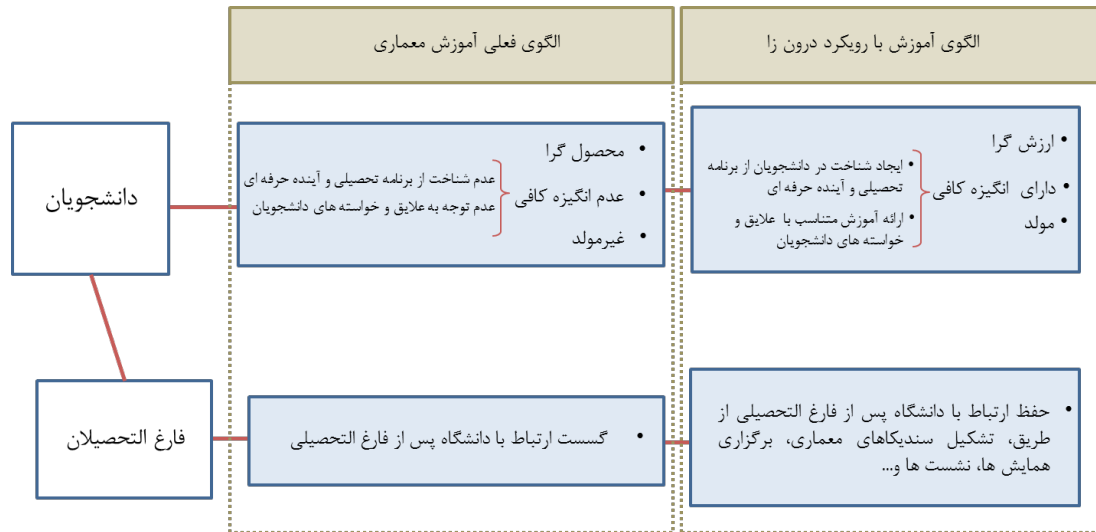 الگوی آموزش با رویکرد درون زا
الگوی فعلی آموزش معماری
دانشجویان
• محصول گرا
• عدم انگیزه کافی
عدم شناخت از برنامه تحصیلی و آینده حرفه ای
عدم توجه به علایق و خواسته های دانشجویان
• غیرمولد
• ارزش گرا
• دارای انگیزه کافی
• ایجاد شناخت در دانشجویان از برنامه
تحصیلی و آینده حرفه ای
• ارائه آموزش متناسب با علایق و
خواسته های دانشجویان
• مولد
فارغ التحصیلان
• گسست ارتباط با دانشگاه پس از فارغ التحصیلی
• حفظ ارتباط با دانشگاه پس از فارغ التحصیلی از
طریق، تشکیل سندیکاهای معماری، برگزاری
همایش ها، نشست ها و...